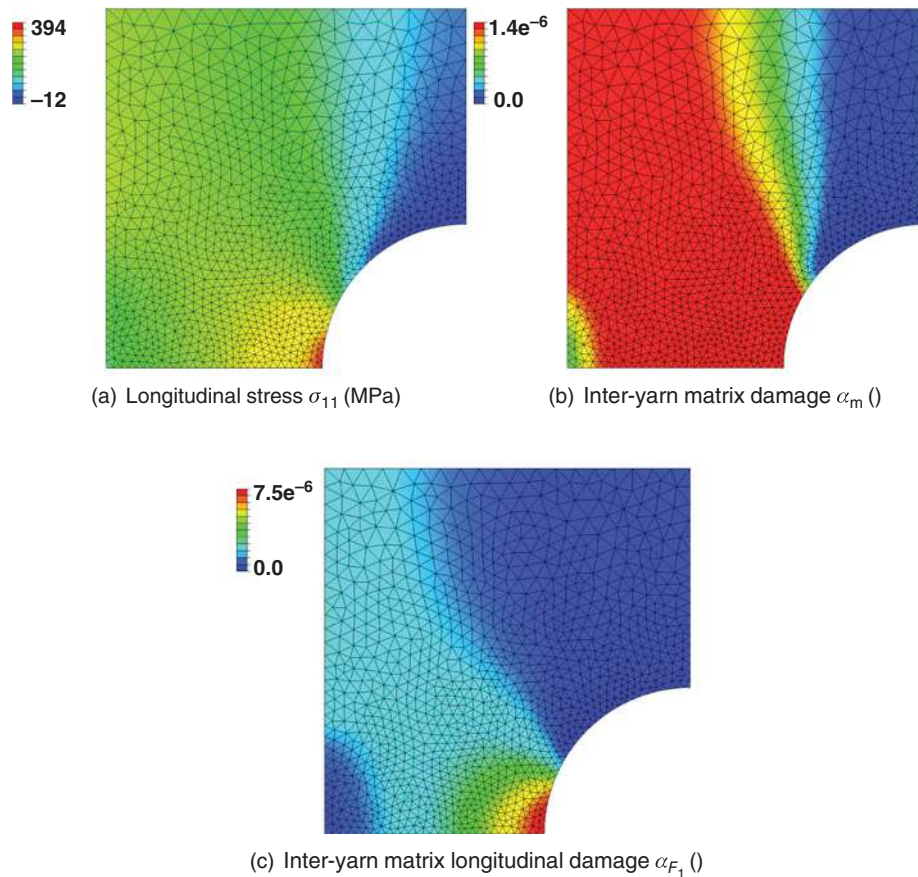 394
–12
1.4e⁻⁶
0.0
(a) Longitudinal stress σ₁₁ (MPa)
(b) Inter-yarn matrix damage αₘ ()
7.5e⁻⁶
0.0
(c) Inter-yarn matrix longitudinal damage α_F₁ ()